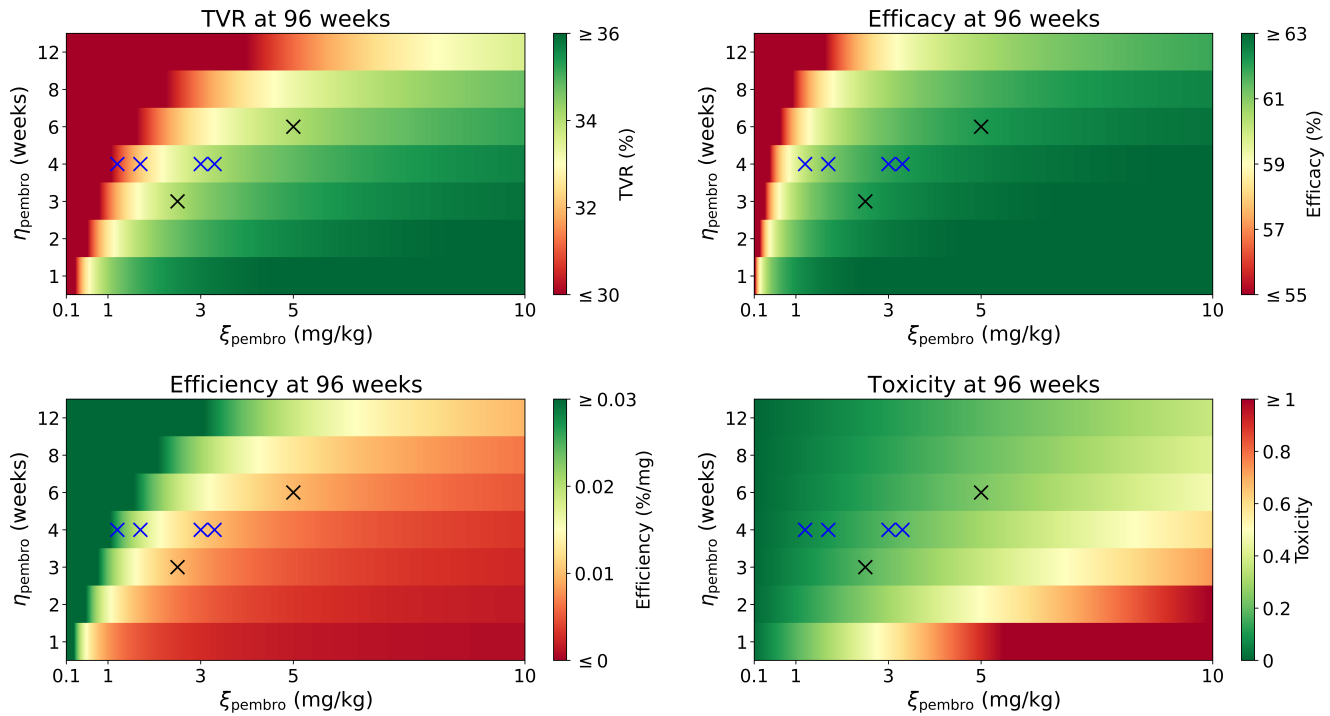 TVR at 96 weeks
12
8
6
4
3
2
1
η_pembro (weeks)
0.1 1 3 5 10
ξ_pembro (mg/kg)
≥ 36
34
32
≤ 30
TVR (%)
Efficacy at 96 weeks
12
8
6
4
3
2
1
η_pembro (weeks)
0.1 1 3 5 10
ξ_pembro (mg/kg)
≥ 63
61
59
57
≤ 55
Efficacy (%)
Efficiency at 96 weeks
12
8
6
4
3
2
1
η_pembro (weeks)
0.1 1 3 5 10
ξ_pembro (mg/kg)
≥ 0.03
0.02
0.01
≤ 0
Efficiency (%/mg)
Toxicity at 96 weeks
12
8
6
4
3
2
1
η_pembro (weeks)
0.1 1 3 5 10
ξ_pembro (mg/kg)
≥ 1
0.8
0.6
0.4
0.2
0
Toxicity